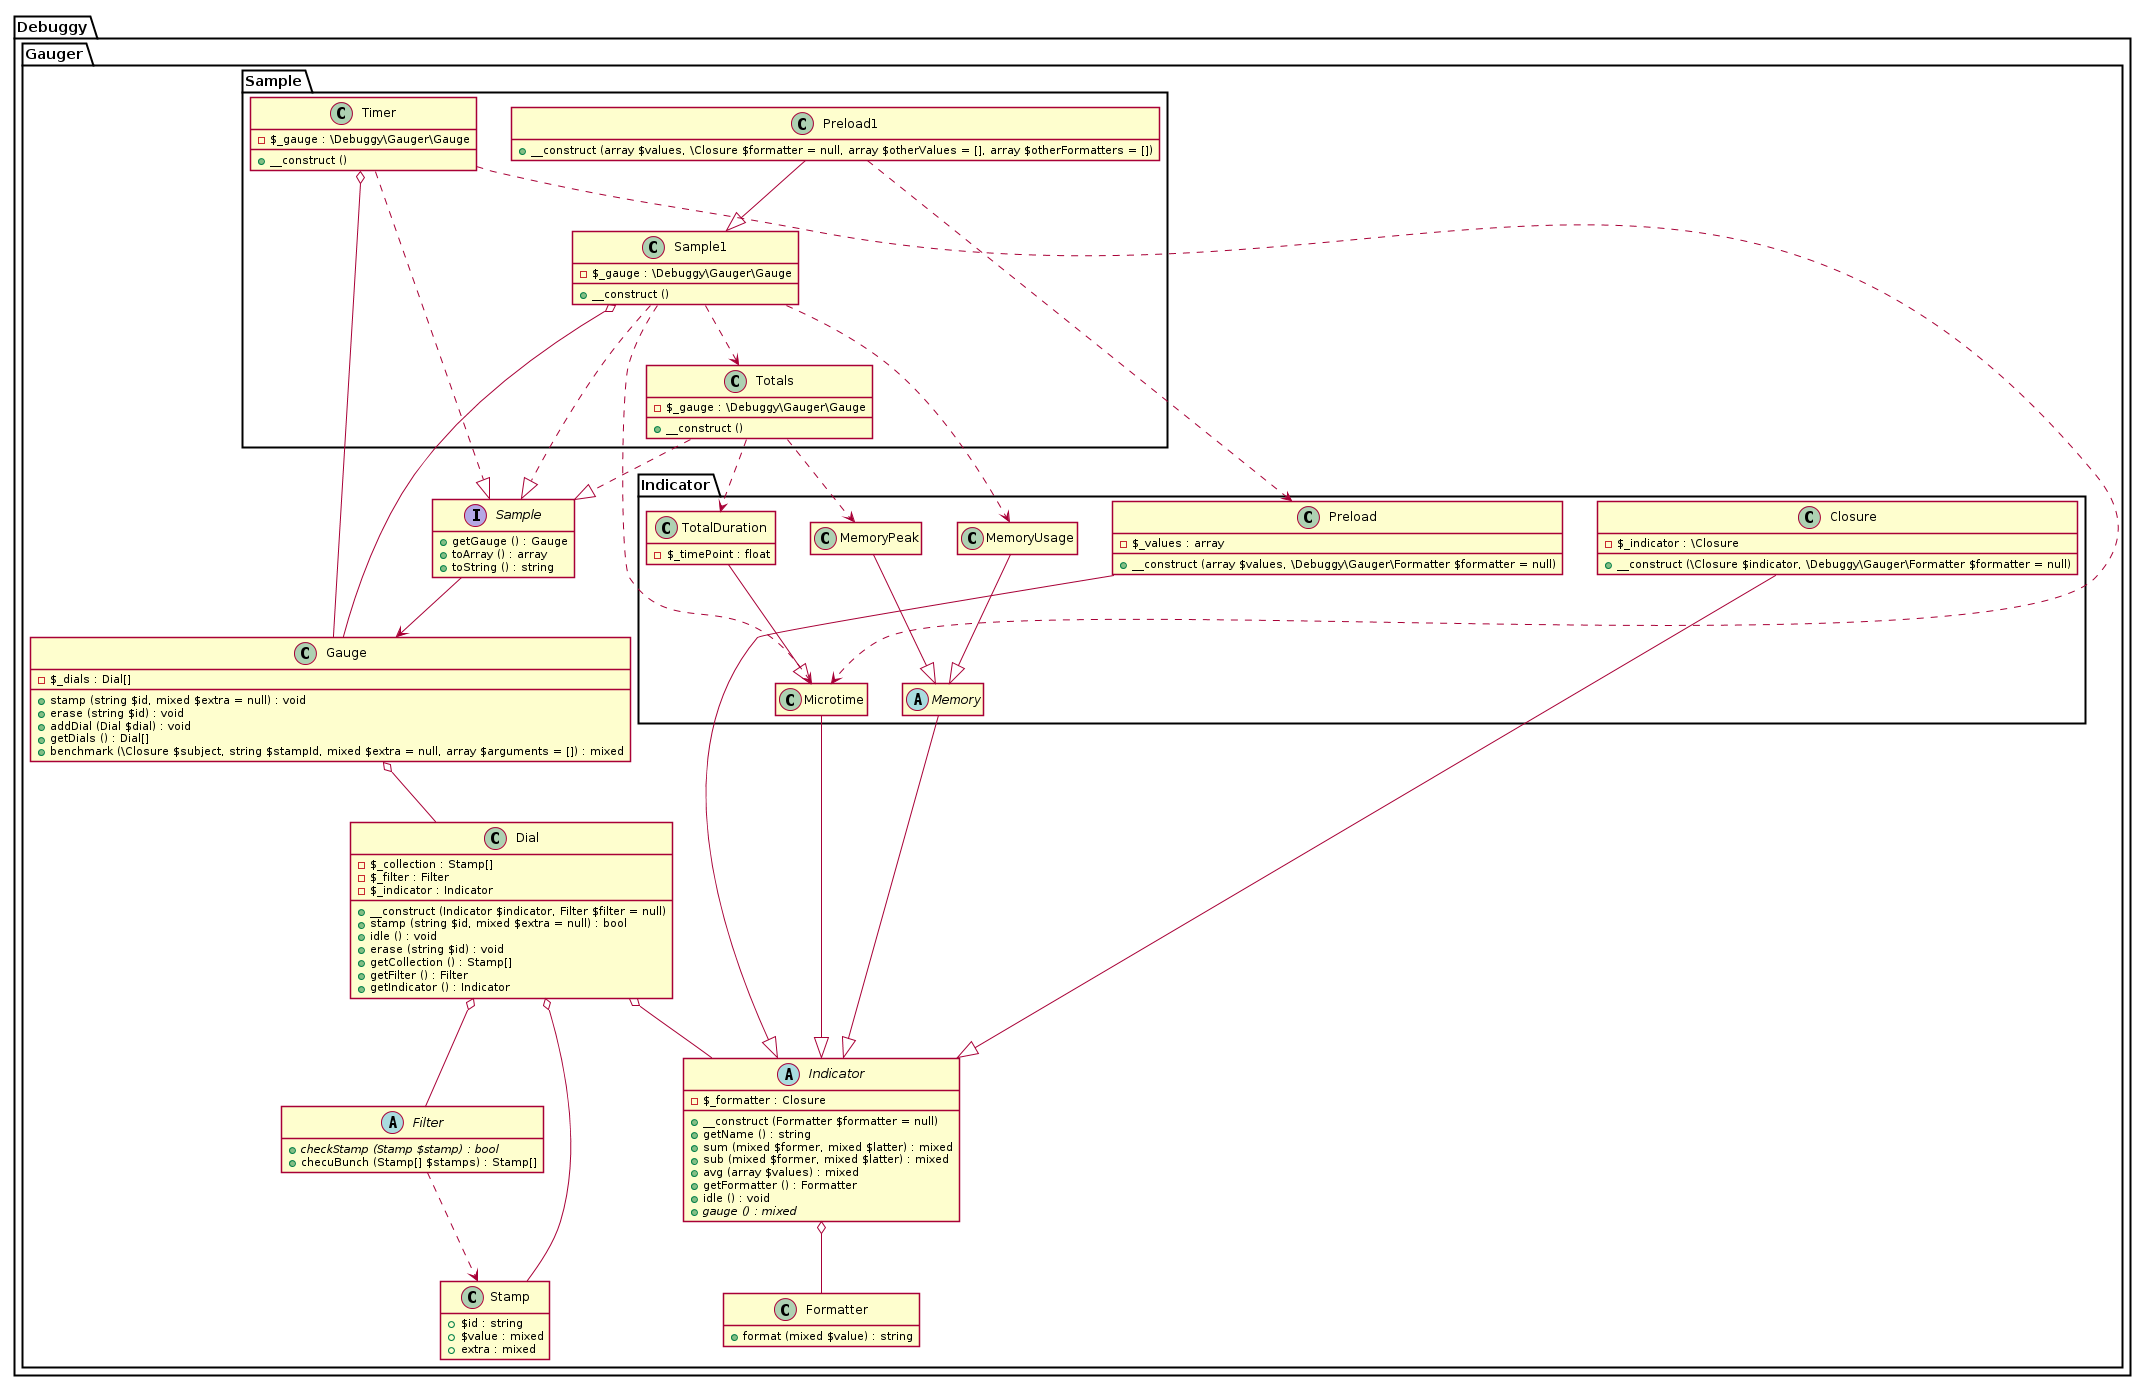 Debuggy
Gauger
Sample
C Timer
$_gauge : \Debuggy\Gauger\Gauge
__construct ()
C Preload1
__construct (array $values, \Closure $formatter = null, array $otherValues = [], array $otherFormatters = [])
C Sample1
$_gauge : \Debuggy\Gauger\Gauge
__construct ()
C Totals
$_gauge : \Debuggy\Gauger\Gauge
__construct ()
Indicator
I Sample
getGauge () : Gauge
toArray () : array
toString () : string
C TotalDuration
$_timePoint : float
C MemoryPeak
C MemoryUsage
C Preload
$_values : array
__construct (array $values, \Debuggy\Gauger\Formatter $formatter = null)
C Closure
$_indicator : \Closure
__construct (\Closure $indicator, \Debuggy\Gauger\Formatter $formatter = null)
C Gauge
$_dials : Dial[]
stamp (string $id, mixed $extra = null) : void
erase (string $id) : void
addDial (Dial $dial) : void
getDials () : Dial[]
benchmark (\Closure $subject, string $stampId, mixed $extra = null, array $arguments = []) : mixed
C Microtime
A Memory
C Dial
$_collection : Stamp[]
$_filter : Filter
$_indicator : Indicator
__construct (Indicator $indicator, Filter $filter = null)
stamp (string $id, mixed $extra = null) : bool
idle () : void
erase (string $id) : void
getCollection () : Stamp[]
getFilter () : Filter
getIndicator () : Indicator
A Indicator
$_formatter : Closure
__construct (Formatter $formatter = null)
getName () : string
sum (mixed $former, mixed $latter) : mixed
sub (mixed $former, mixed $latter) : mixed
avg (array $values) : mixed
getFormatter () : Formatter
idle () : void
gauge () : mixed
A Filter
checkStamp (Stamp $stamp) : bool
checuBunch (Stamp[] $stamps) : Stamp[]
C Stamp
$id : string
$value : mixed
extra : mixed
C Formatter
format (mixed $value) : string